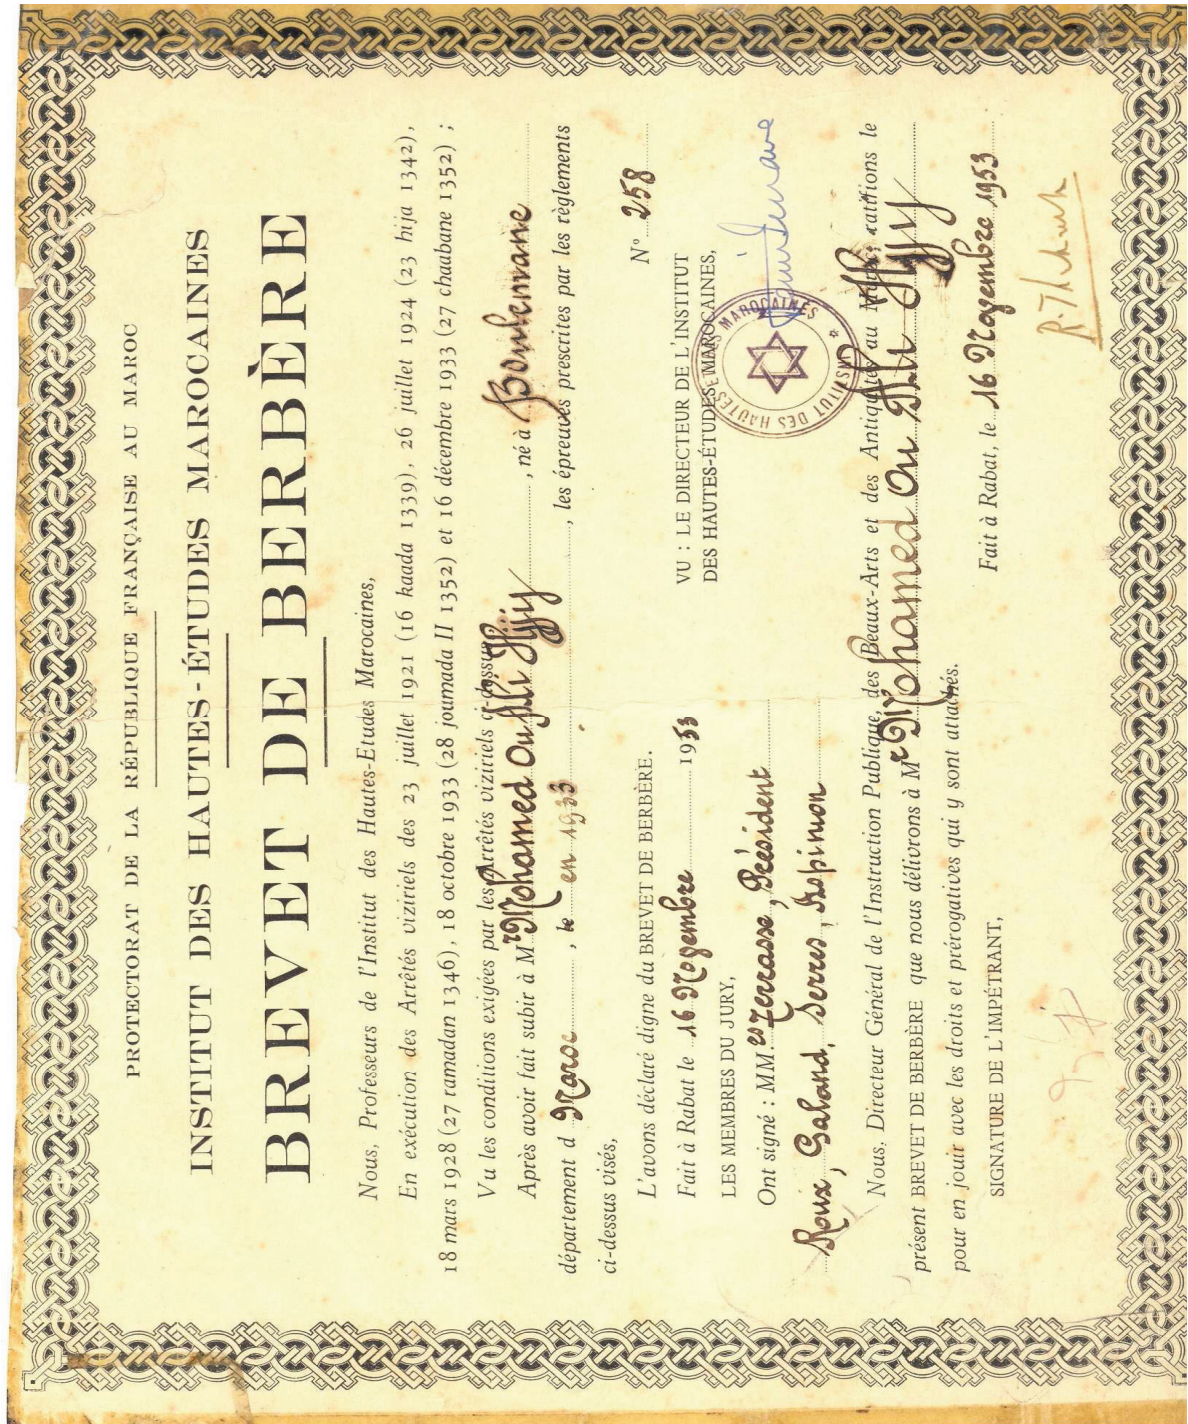 PROTECTORAT DE LA RÉPUBLIQUE FRANÇAISE AU MAROC
INSTITUT DES HAUTES-ÉTUDES MAROCAINES
BREVET DE BERBÈRE
Nous, Professeurs de l'Institut des Hautes-Etudes Marocaines,
En exécution des Arrêtés viziriels des 23 juillet 1921 (16 kaada 1339), 26 juillet 1924 (23 hija 1342),
18 mars 1928 (27 ramadan 1346), 18 octobre 1933 (28 joumada II 1352) et 16 décembre 1933 (27 chaabane 1352) ;
Vu les conditions exigées par les Arrêtés viziriels ci-dessus,
Après avoir fait subir à Mr Mohamed Ou Ali Hjij, né à Boulemane
département d Maroc, le en 1933, les épreuves prescrites par les règlements
ci-dessus visés,
L'avons déclaré digne du BREVET DE BERBÈRE.
N° 258
Fait à Rabat le 16 Novembre 1953
LES MEMBRES DU JURY,
VU : LE DIRECTEUR DE L'INSTITUT
DES HAUTES-ÉTUDES MAROCAINES,
INSTITUT DES HAUTES ÉTUDES MAROCAINES
Ont signé : MM.es Terrasse, Président
Roux, Galand, Serres, Aspinion
Nous, Directeur Général de l'Instruction Publique, des Beaux-Arts et des Antiquités au Maroc, ratifions le
présent BREVET DE BERBÈRE que nous délivrons à Mr Mohamed Ou Ali Hjij
pour en jouir avec les droits et prérogatives qui y sont attachés.
SIGNATURE DE L'IMPÉTRANT,
Fait à Rabat, le 16 Novembre 1953